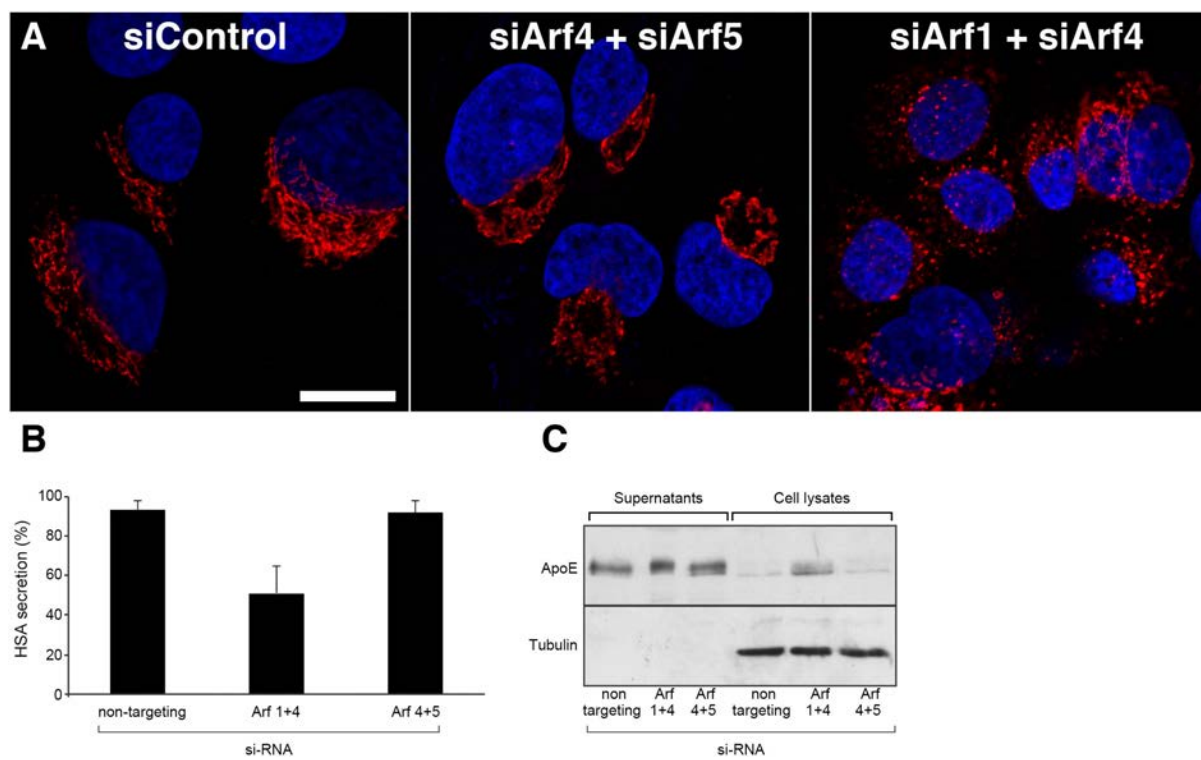 A
siControl
siArf4 + siArf5
siArf1 + siArf4
B
HSA secretion (%)
100
80
60
40
20
0
non-targeting
Arf 1+4
Arf 4+5
si-RNA
C
Supernatants
Cell lysates
ApoE
Tubulin
non
targeting
Arf
1+4
Arf
4+5
non
targeting
Arf
1+4
Arf
4+5
si-RNA